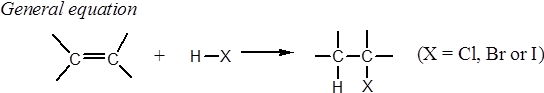 General equation
C=C + H–X → –C–C– (X = Cl, Br or I)
H X